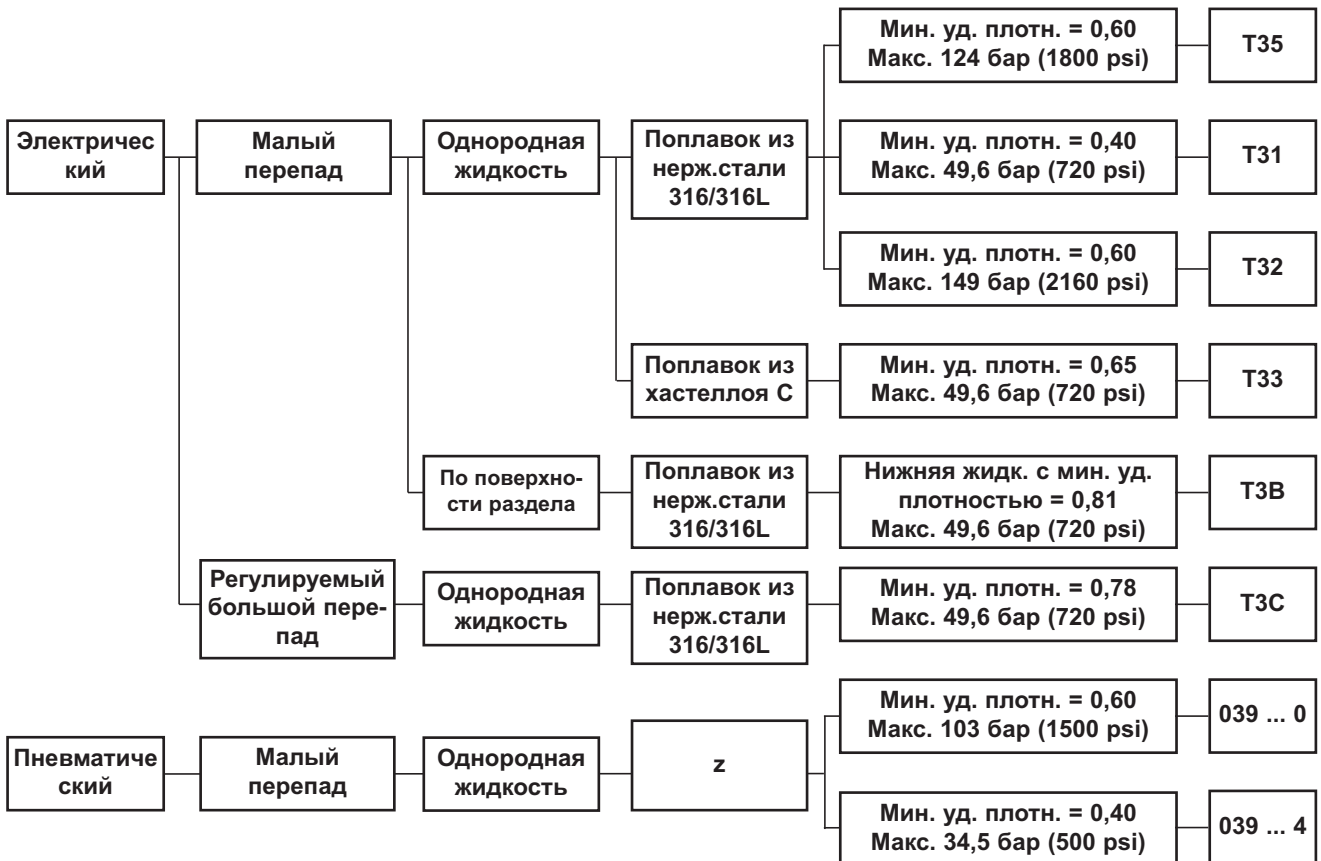 Мин. уд. плотн. = 0,60
Макс. 124 бар (1800 psi)
T35
Электричес
кий
Малый
перепад
Однородная
жидкость
Поплавок из
нерж.стали
316/316L
Мин. уд. плотн. = 0,40
Макс. 49,6 бар (720 psi)
T31
Мин. уд. плотн. = 0,60
Макс. 149 бар (2160 psi)
T32
Поплавок из
хастеллоя C
Мин. уд. плотн. = 0,65
Макс. 49,6 бар (720 psi)
T33
По поверхно-
сти раздела
Поплавок из
нерж.стали
316/316L
Нижняя жидк. с мин. уд.
плотностью = 0,81
Макс. 49,6 бар (720 psi)
T3B
Регулируемый
большой пере-
пад
Однородная
жидкость
Поплавок из
нерж.стали
316/316L
Мин. уд. плотн. = 0,78
Макс. 49,6 бар (720 psi)
T3C
Мин. уд. плотн. = 0,60
Макс. 103 бар (1500 psi)
039 ... 0
Пневматиче
ский
Малый
перепад
Однородная
жидкость
z
Мин. уд. плотн. = 0,40
Макс. 34,5 бар (500 psi)
039 ... 4